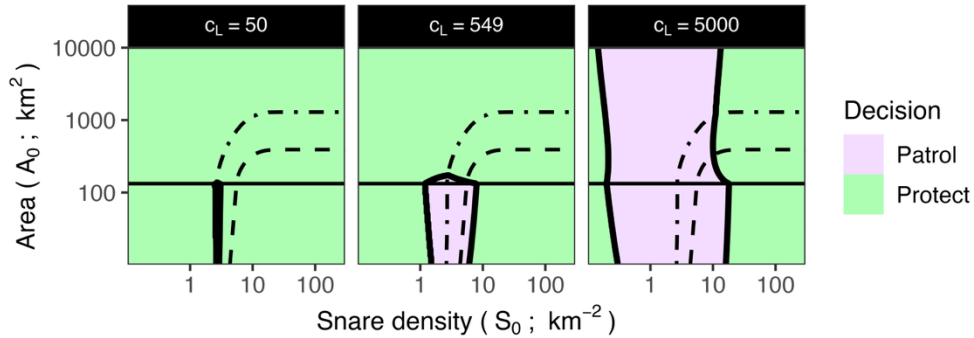 c_L = 50
c_L = 549
c_L = 5000
Area ( A_0 ; km^2 )
10000
1000
100
1 10 100
1 10 100
1 10 100
Snare density ( S_0 ; km^-2 )
Decision
Patrol
Protect